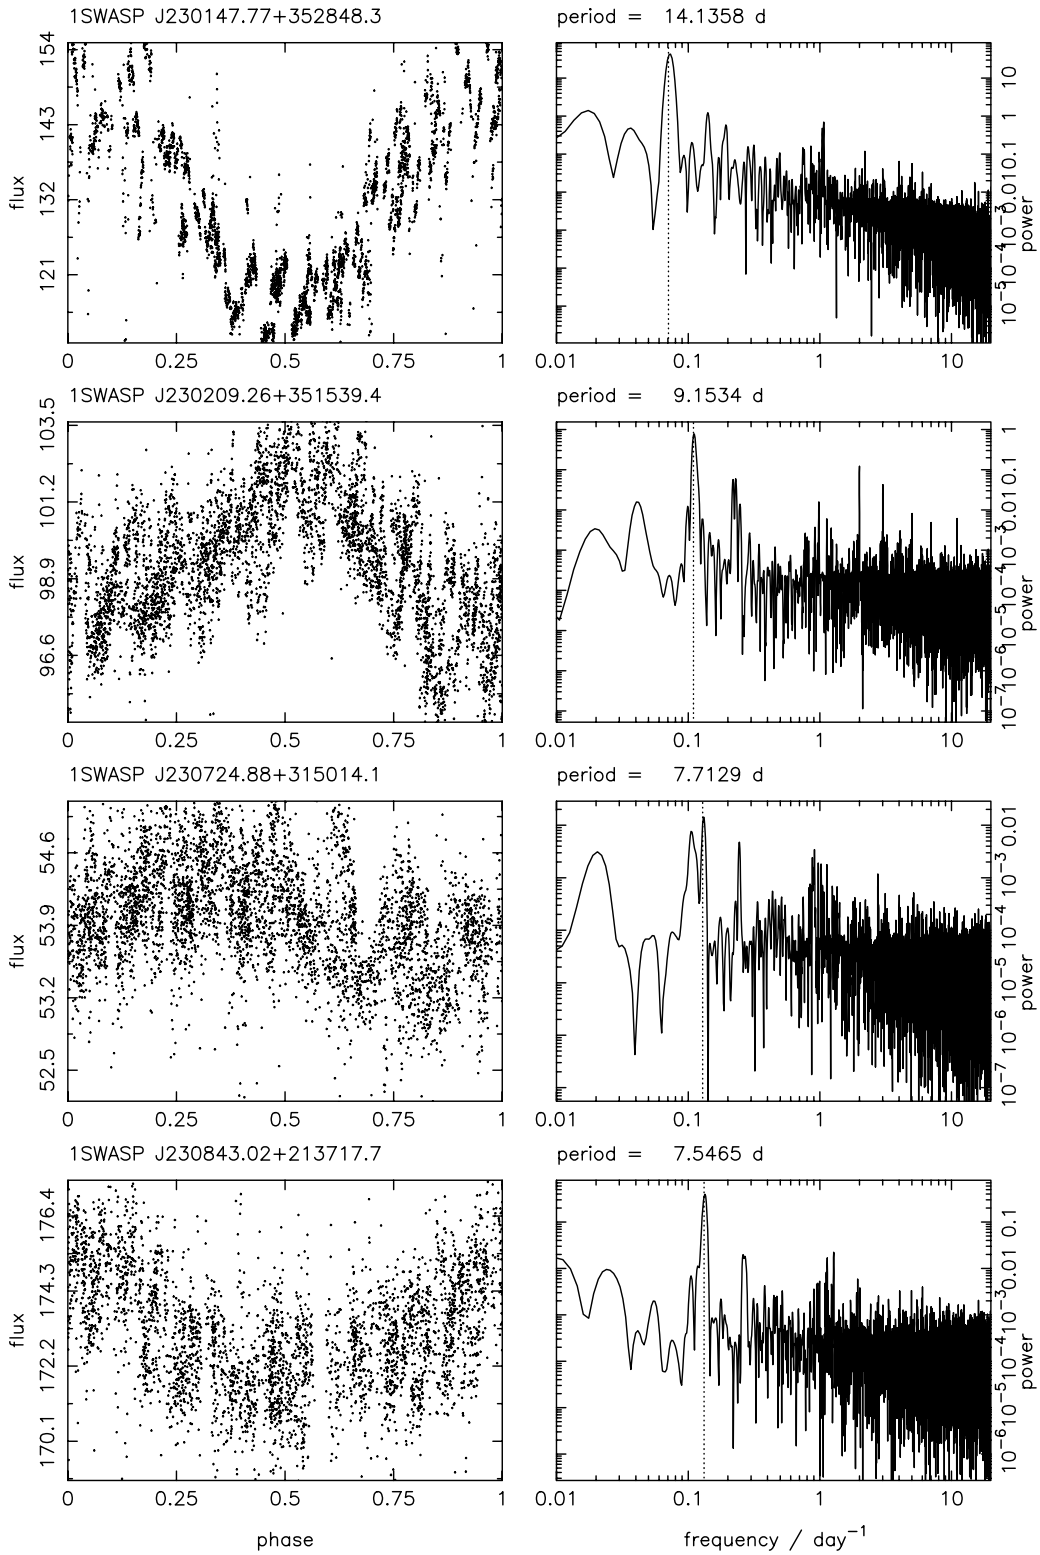 1SWASP J230147.77+352848.3
period = 14.1358 d
flux
121 132 143 154
0 0.25 0.5 0.75 1
power
10⁻⁵ 10⁻⁴ 10⁻³ 0.01 0.1 1 10
0.01 0.1 1 10
1SWASP J230209.26+351539.4
period = 9.1534 d
flux
96.6 98.9 101.2 103.5
0 0.25 0.5 0.75 1
power
10⁻⁷ 10⁻⁶ 10⁻⁵ 10⁻⁴ 10⁻³ 0.01 0.1 1
0.01 0.1 1 10
1SWASP J230724.88+315014.1
period = 7.7129 d
flux
52.5 53.2 53.9 54.6
0 0.25 0.5 0.75 1
power
10⁻⁷ 10⁻⁶ 10⁻⁵ 10⁻⁴ 10⁻³ 0.01
0.01 0.1 1 10
1SWASP J230843.02+213717.7
period = 7.5465 d
flux
170.1 172.2 174.3 176.4
0 0.25 0.5 0.75 1
power
10⁻⁶ 10⁻⁵ 10⁻⁴ 10⁻³ 0.01 0.1
0.01 0.1 1 10
phase
frequency / day⁻¹